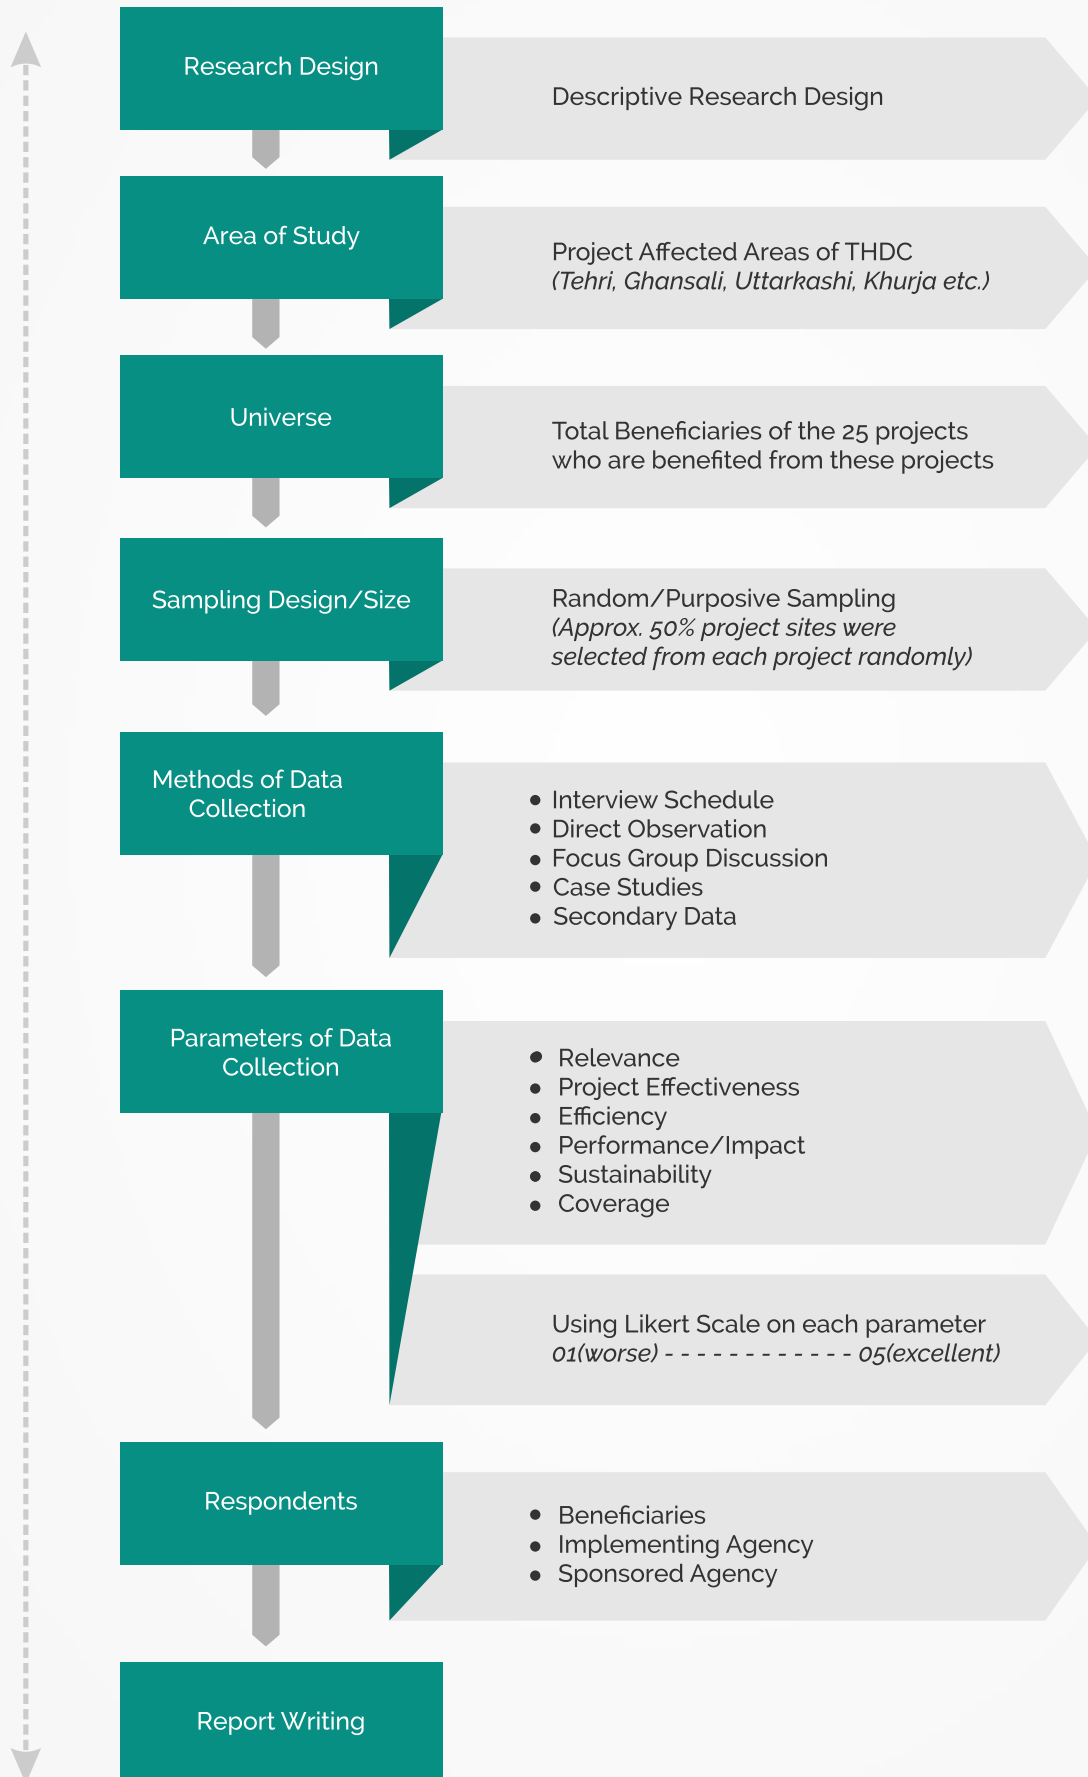 Research Design
Descriptive Research Design
Area of Study
Project Affected Areas of THDC
(Tehri, Ghansali, Uttarkashi, Khurja etc.)
Universe
Total Beneficiaries of the 25 projects
who are benefited from these projects
Sampling Design/Size
Random/Purposive Sampling
(Approx. 50% project sites were
selected from each project randomly)
Methods of Data
Collection
● Interview Schedule
● Direct Observation
● Focus Group Discussion
● Case Studies
● Secondary Data
Parameters of Data
Collection
● Relevance
● Project Effectiveness
● Efficiency
● Performance/Impact
● Sustainability
● Coverage
Using Likert Scale on each parameter
01(worse) - - - - - - - - - - - - 05(excellent)
Respondents
● Beneficiaries
● Implementing Agency
● Sponsored Agency
Report Writing